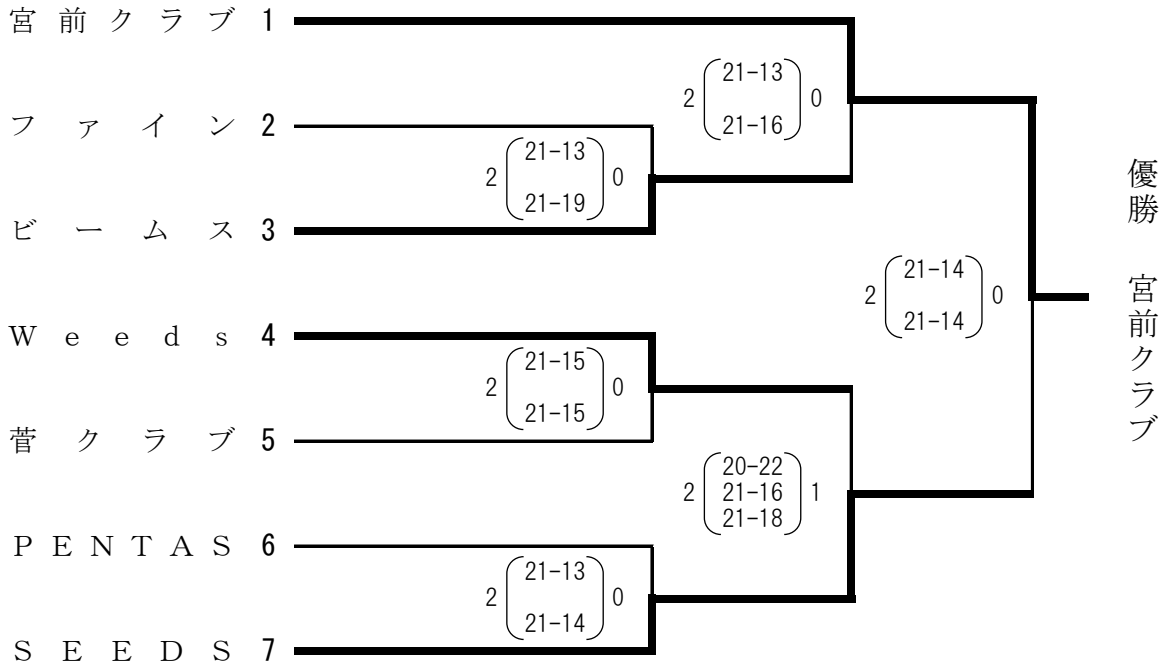 宮前クラブ 1
2 21-13 0
21-16
ファイン 2
2 21-13 0
21-19
ビームス 3
優勝 宮前クラブ
2 21-14 0
21-14
Weeds 4
2 21-15 0
21-15
菅クラブ 5
20-22
2 21-16 1
21-18
PENTAS 6
2 21-13 0
21-14
SEEDS 7